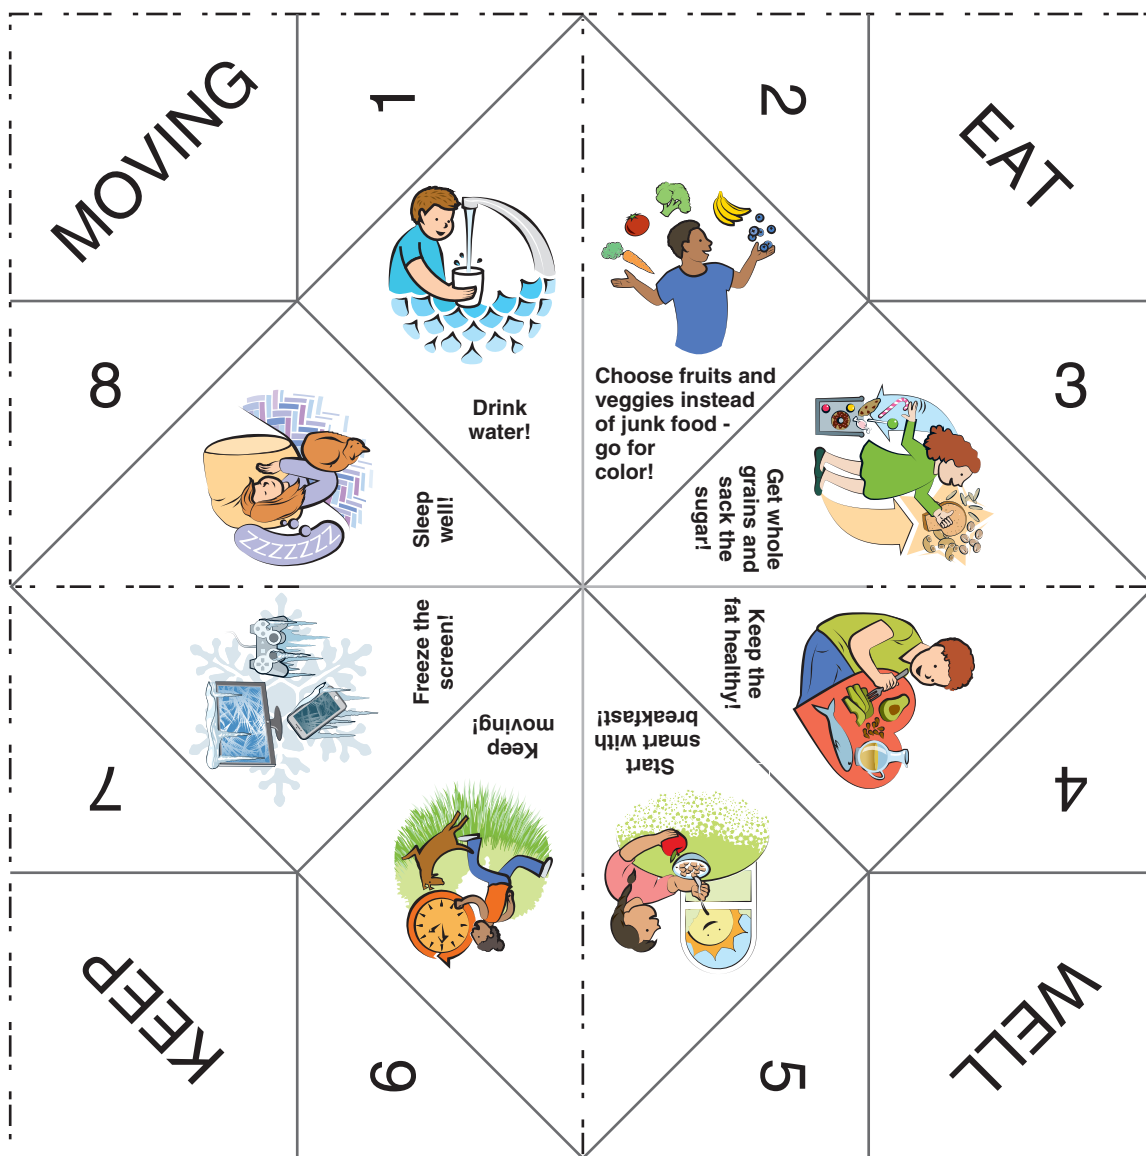 MOVING
1
2
EAT
8
3
Drink
water!
Choose fruits and
veggies instead
of junk food -
go for
color!
Sleep
well!
ZZZZZZZ
Get whole
grains and
sack the
sugar!
Freeze the
screen!
Keep the
fat healthy!
Keep
moving!
Start
smart with
breakfast!
7
4
KEEP
6
5
WELL